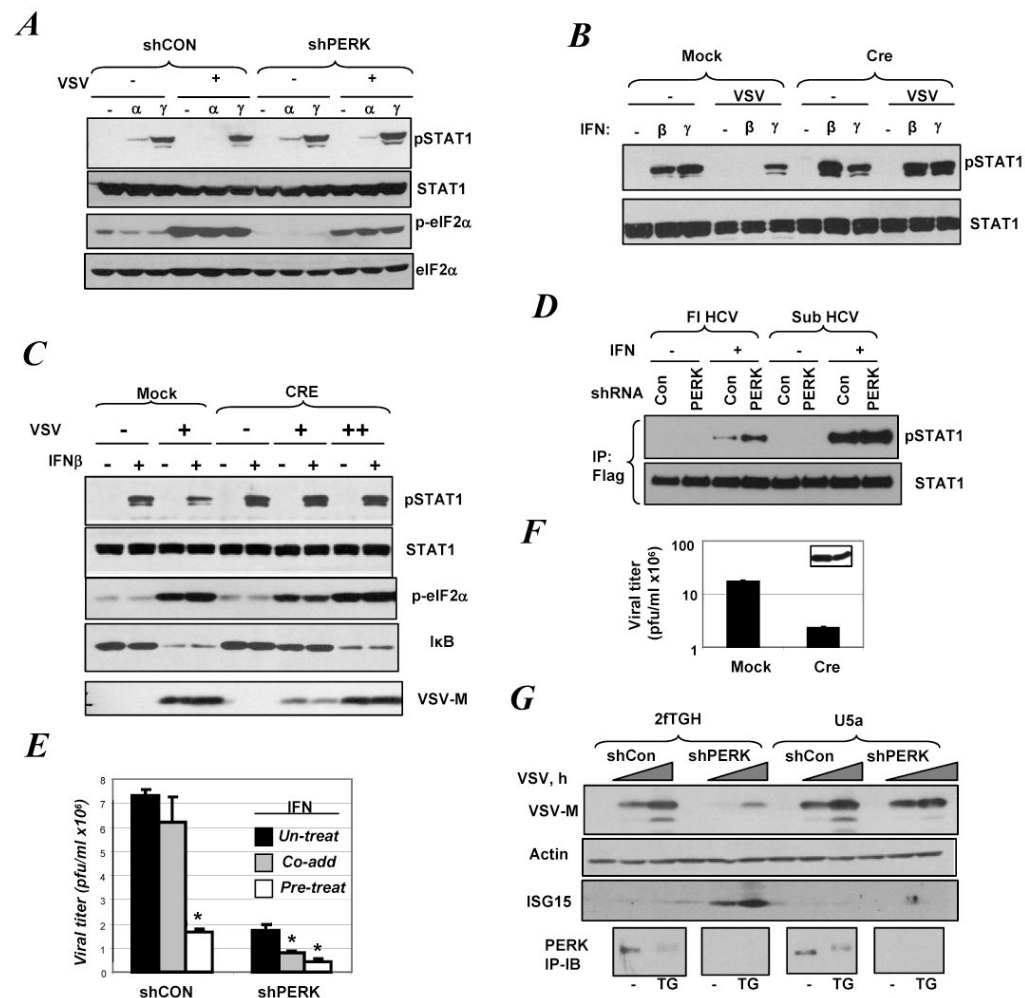 A
shCON shPERK
VSV - + - +
- α γ - α γ - α γ - α γ
pSTAT1
STAT1
p-eIF2α
eIF2α
B
Mock Cre
- VSV - VSV
IFN: - β γ - β γ - β γ - β γ
pSTAT1
STAT1
C
Mock CRE
VSV - + - + ++
IFNβ - + - + - + - + - +
pSTAT1
STAT1
p-eIF2α
IκB
VSV-M
D
Fl HCV Sub HCV
IFN - + - +
shRNA Con PERK Con PERK Con PERK Con PERK
IP: Flag
pSTAT1
STAT1
E
Viral titer (pfu/ml x10⁶)
8
7
6
5
4
3
2
1
0
IFN
Un-treat
Co-add
Pre-treat
* * *
shCON shPERK
F
Viral titer
(pfu/ml x10⁶)
100
10
1
Mock Cre
G
2fTGH U5a
shCon shPERK shCon shPERK
VSV, h
VSV-M
Actin
ISG15
PERK
IP-IB
- TG TG - TG TG